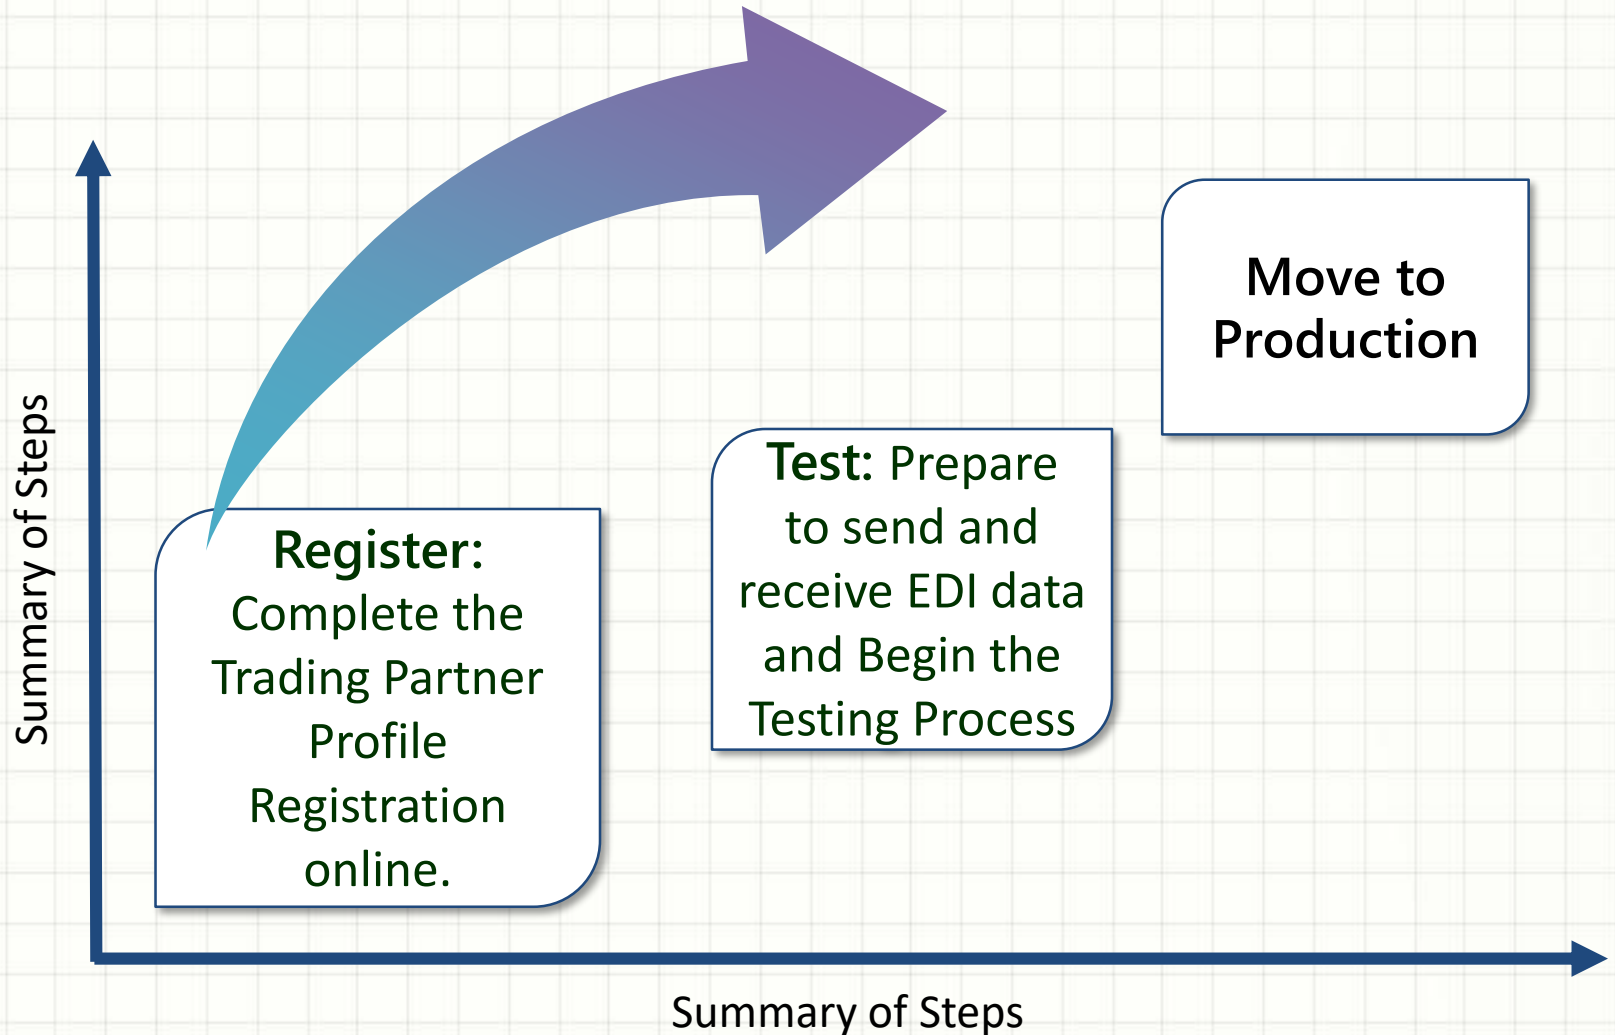 Summary of Steps
Register:
Complete the
Trading Partner
Profile
Registration
online.
Test: Prepare
to send and
receive EDI data
and Begin the
Testing Process
Move to
Production
Summary of Steps